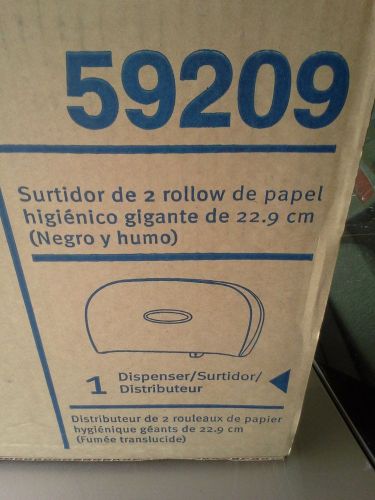 59209
Surtidor de 2 rollow de papel
higiénico gigante de 22.9 cm
(Negro y humo)
1 Dispenser/Surtidor/
Distributeur
Distributeur de 2 rouleaux de papier
hygiénique géants de 22.9 cm
(Fumée translucide)